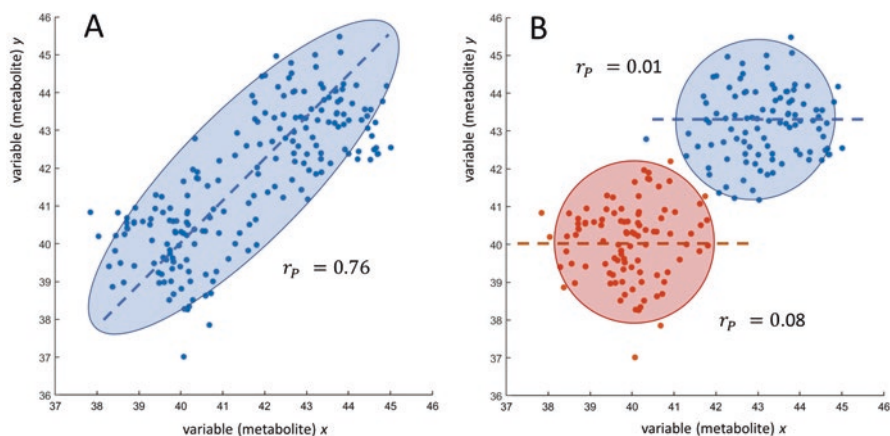 A
variable (metabolite) y
46
45
44
43
42
41
40
39
38
37
36
r_P = 0.76
37 38 39 40 41 42 43 44 45 46
variable (metabolite) x
B
variable (metabolite) y
46
45
44
43
42
41
40
39
38
37
36
r_P = 0.01
r_P = 0.08
37 38 39 40 41 42 43 44 45 46
variable (metabolite) x